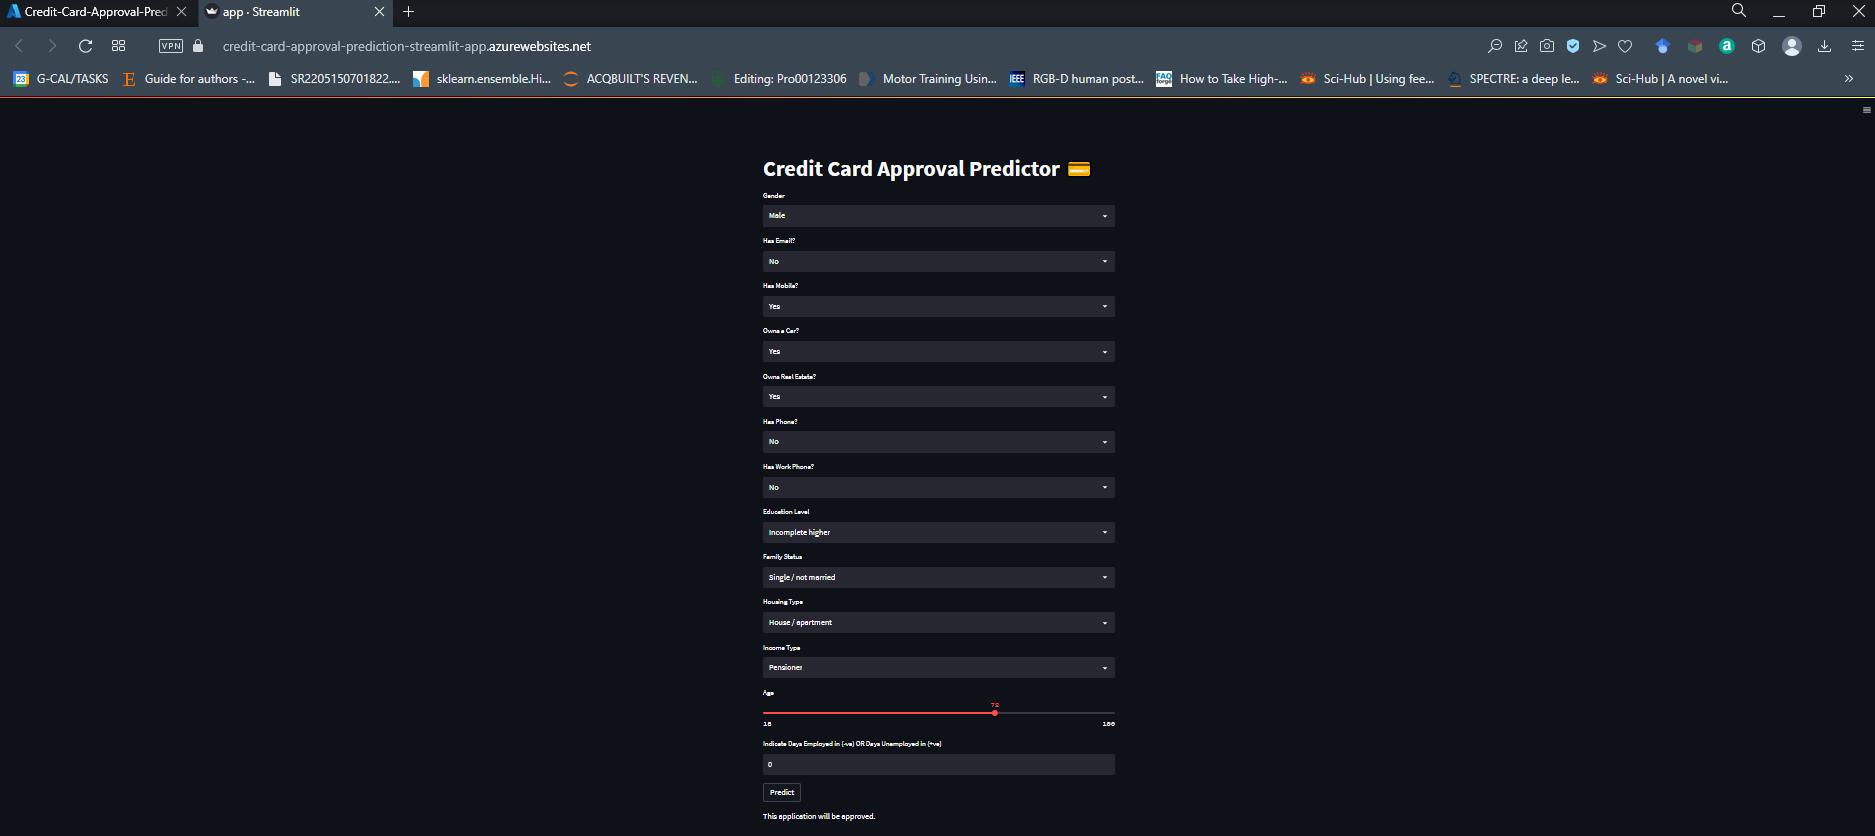 Credit-Card-Approval-Pred
app · Streamlit
VPN
credit-card-approval-prediction-streamlit-app.azurewebsites.net
23 G-CAL/TASKS
E Guide for authors -...
SR2205150701822....
sklearn.ensemble.Hi...
ACQBUILT'S REVEN...
Editing: Pro00123306
Motor Training Usin...
IEEE RGB-D human post...
FAQ forge How to Take High-...
Sci-Hub | Using fee...
SPECTRE: a deep le...
Sci-Hub | A novel vi...
Credit Card Approval Predictor
Gender
Male
Has Email?
No
Has Mobile?
Yes
Owns a Car?
Yes
Owns Real Estate?
Yes
Has Phone?
No
Has Work Phone?
No
Education Level
Incomplete higher
Family Status
Single / not married
Housing Type
House / apartment
Income Type
Pensioner
Age
72
18 100
Indicate Days Employed in (-ve) OR Days Unemployed in (+ve)
0
Predict
This application will be approved.